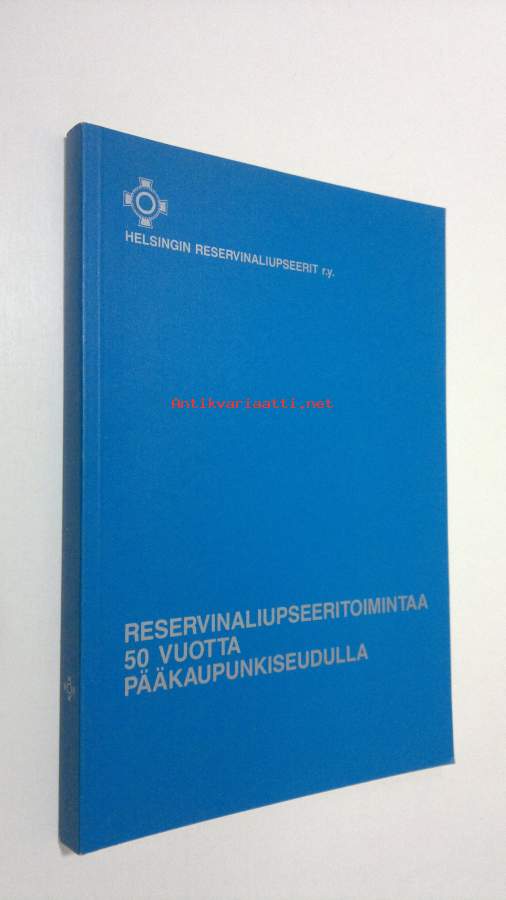 HELSINGIN RESERVINALIUPSEERIT r.y.
Antikvariaatti.net
RESERVINALIUPSEERITOIMINTAA
50 VUOTTA
PÄÄKAUPUNKISEUDULLA